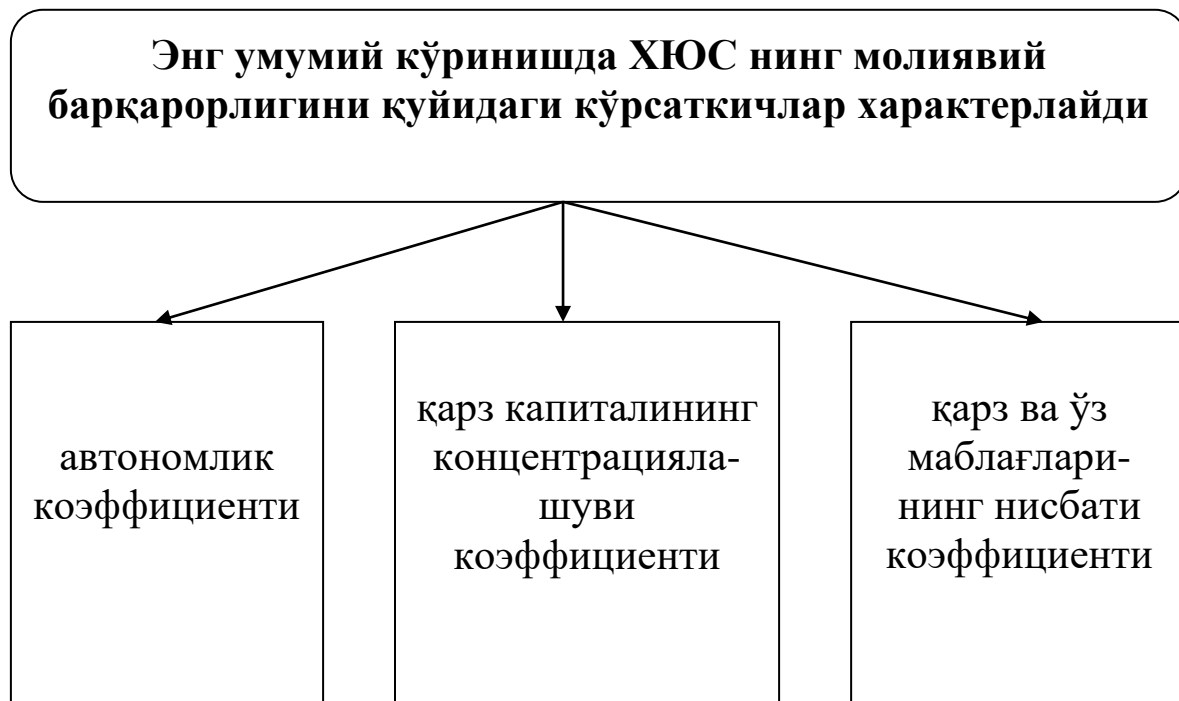 Энг умумий кўринишда ХЮС нинг молиявий
барқарорлигини қуйидаги кўрсаткичлар характерлайди
автономлик
коэффициенти
қарз капиталининг
концентрацияла-
шуви
коэффициенти
қарз ва ўз
маблағлари-
нинг нисбати
коэффициенти